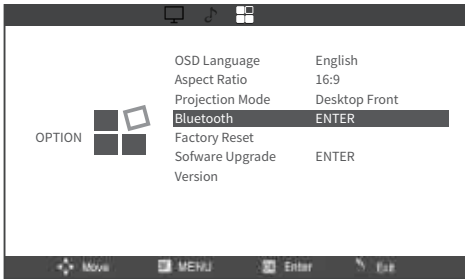 OSD Language English
Aspect Ratio 16:9
Projection Mode Desktop Front
Bluetooth ENTER
OPTION
Factory Reset
Sofware Upgrade ENTER
Version
Move MENU Enter Exit